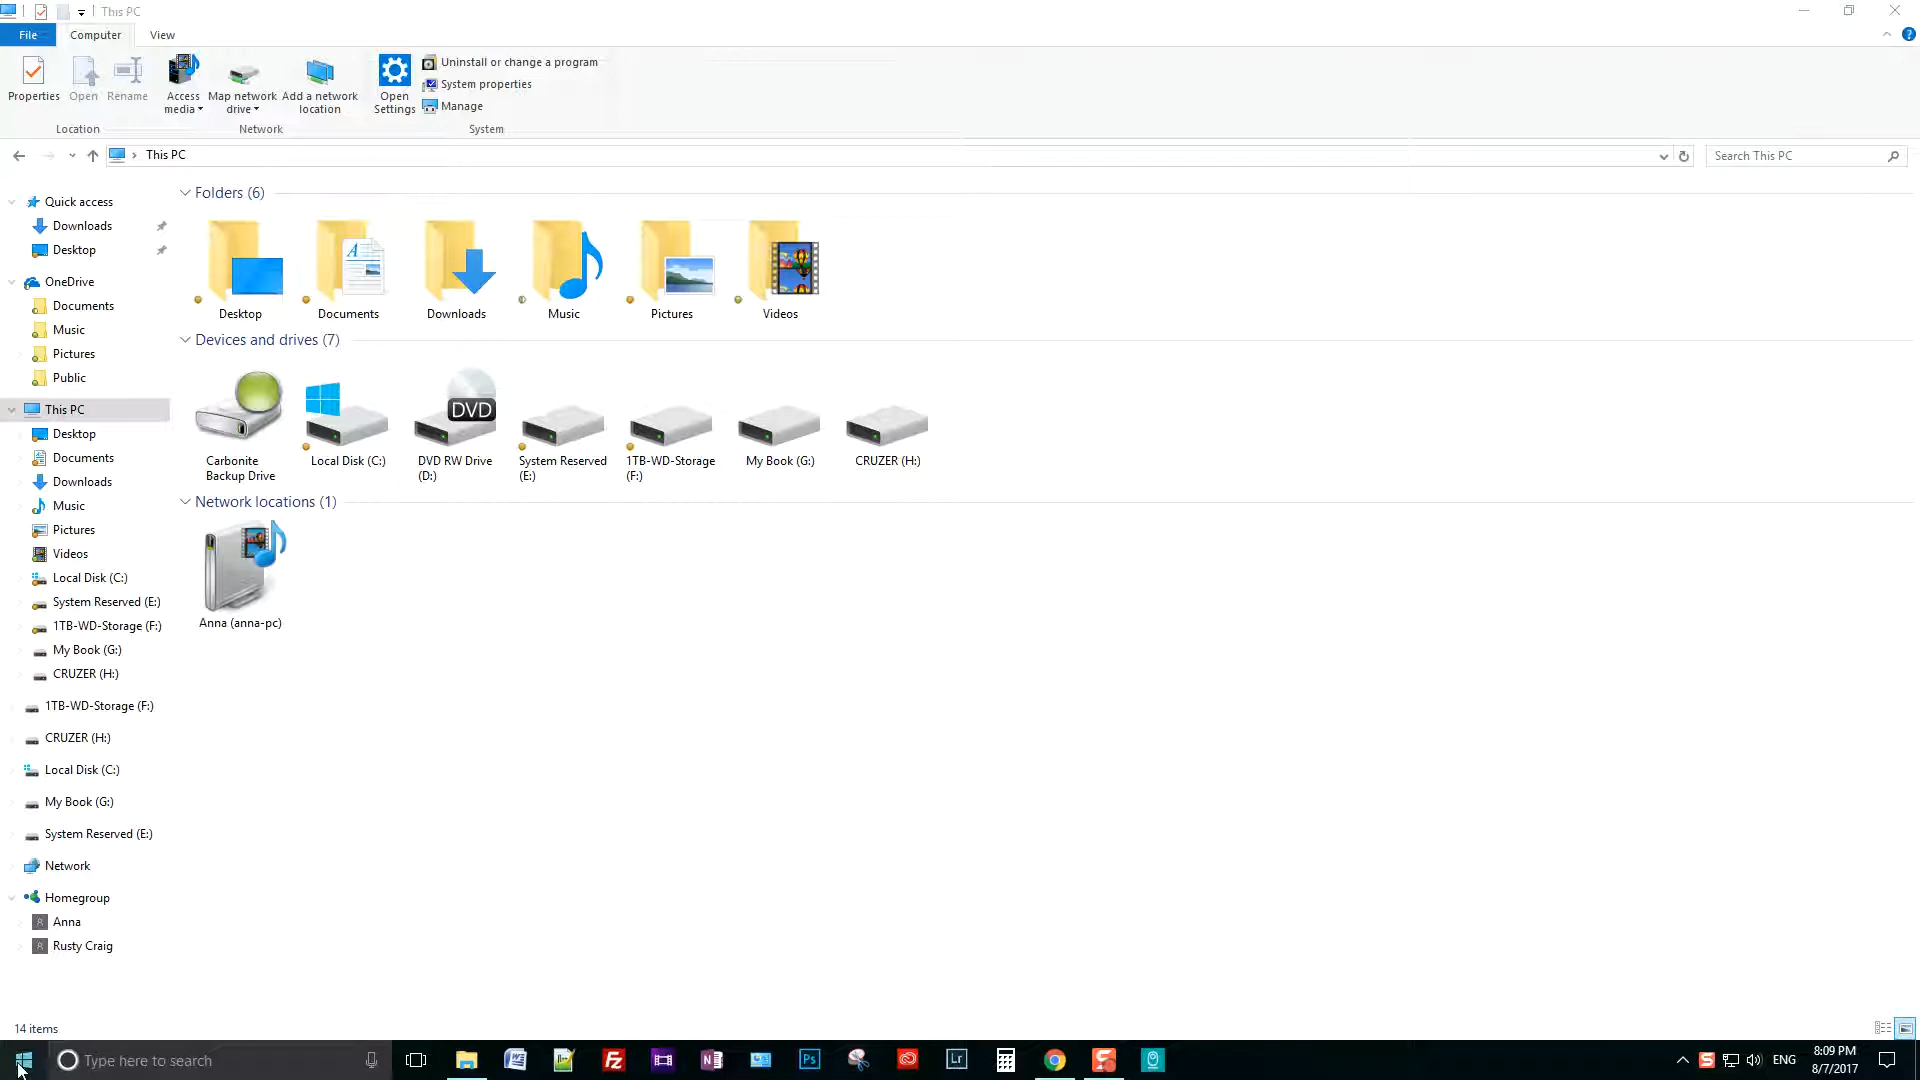 This PC
File
Computer
View
Properties
Open
Rename
Access
media
Map network
drive
Add a network
location
Open
Settings
Uninstall or change a program
System properties
Manage
Location
Network
System
This PC
Search This PC
Quick access
Downloads
Desktop
OneDrive
Documents
Music
Pictures
Public
This PC
Desktop
Documents
Downloads
Music
Pictures
Videos
Local Disk (C:)
System Reserved (E:)
1TB-WD-Storage (F:)
My Book (G:)
CRUZER (H:)
1TB-WD-Storage (F:)
CRUZER (H:)
Local Disk (C:)
My Book (G:)
System Reserved (E:)
Network
Homegroup
Anna
Rusty Craig
Folders (6)
Desktop
Documents
Downloads
Music
Pictures
Videos
Devices and drives (7)
DVD
Carbonite
Backup Drive
Local Disk (C:)
DVD RW Drive
(D:)
System Reserved
(E:)
1TB-WD-Storage
(F:)
My Book (G:)
CRUZER (H:)
Network locations (1)
Anna (anna-pc)
14 items
Type here to search
Ps
Lr
ENG
8:09 PM
8/7/2017